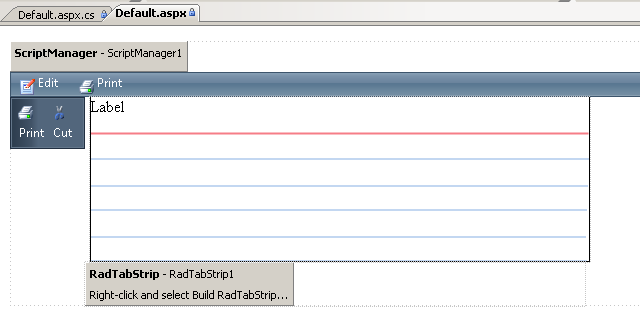 Default.aspx.cs Default.aspx
ScriptManager - ScriptManager1
Edit Print
Label
Print Cut
RadTabStrip - RadTabStrip1
Right-click and select Build RadTabStrip...